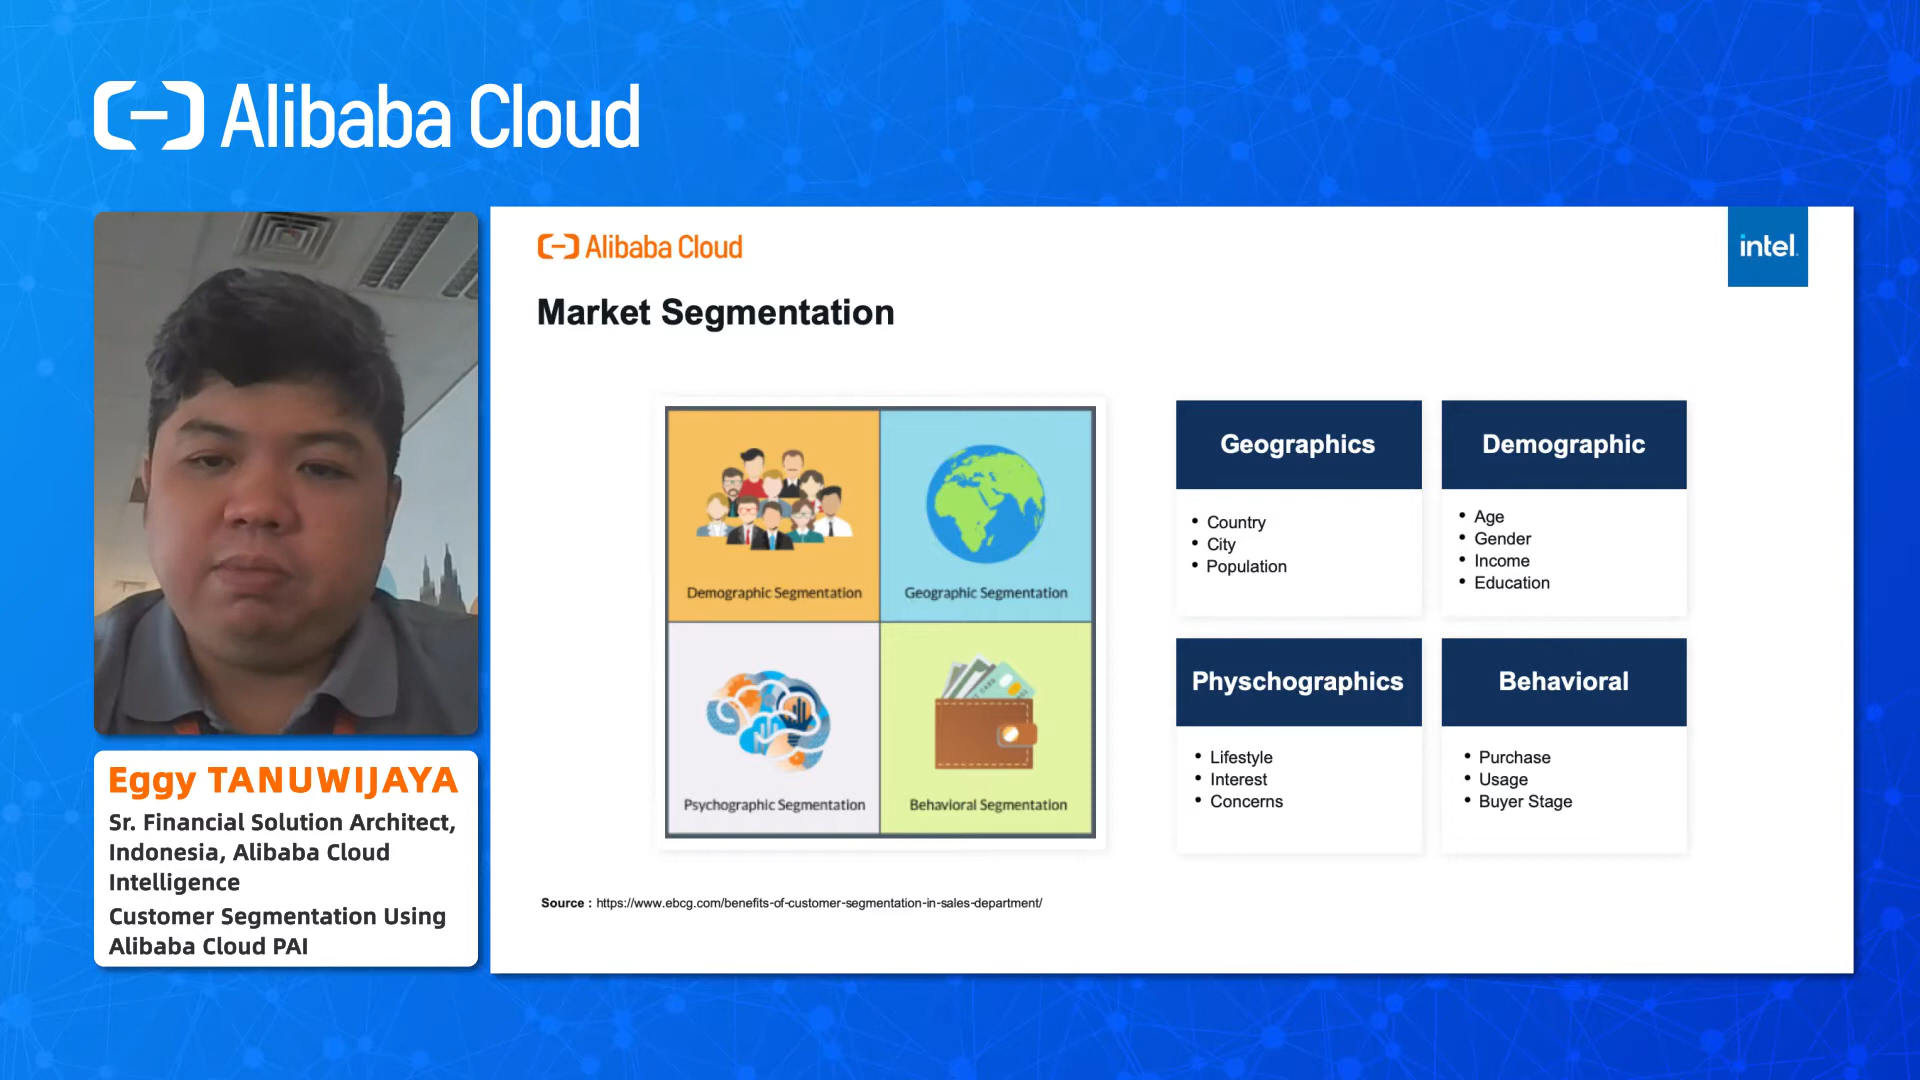 Alibaba Cloud
Eggy TANUWIJAYA
Sr. Financial Solution Architect,
Indonesia, Alibaba Cloud
Intelligence
Customer Segmentation Using
Alibaba Cloud PAI
Alibaba Cloud
intel.
Market Segmentation
Demographic Segmentation
Geographic Segmentation
Psychographic Segmentation
Behavioral Segmentation
Geographics
• Country
• City
• Population
Demographic
• Age
• Gender
• Income
• Education
Physchographics
• Lifestyle
• Interest
• Concerns
Behavioral
• Purchase
• Usage
• Buyer Stage
Source : https://www.ebcg.com/benefits-of-customer-segmentation-in-sales-department/